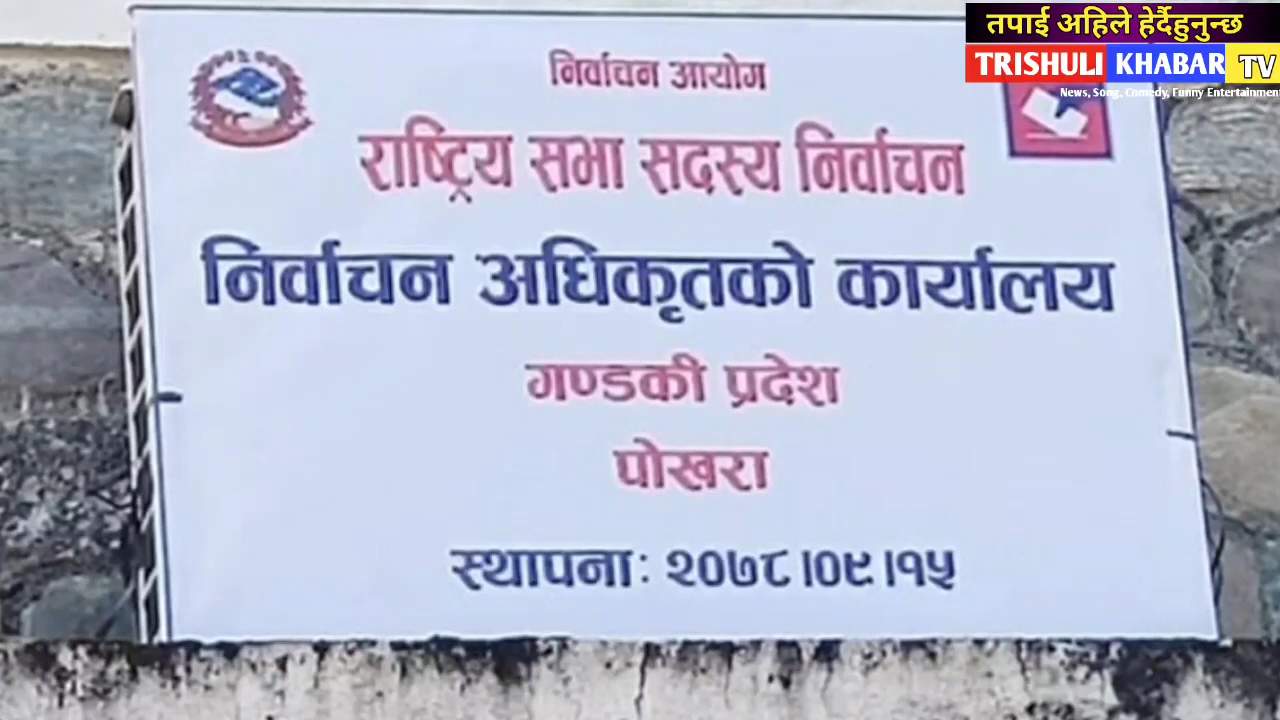 तपाई अहिले हेर्दैहुनुन्छ
TRISHULI KHABAR TV
News, Song, Comedy, Funny Entertainment
निर्वाचन आयोग
राष्ट्रिय सभा सदस्य निर्वाचन
निर्वाचन अधिकृतको कार्यालय
गण्डकी प्रदेश
पोखरा
स्थापनाः २०७८।०९।१५